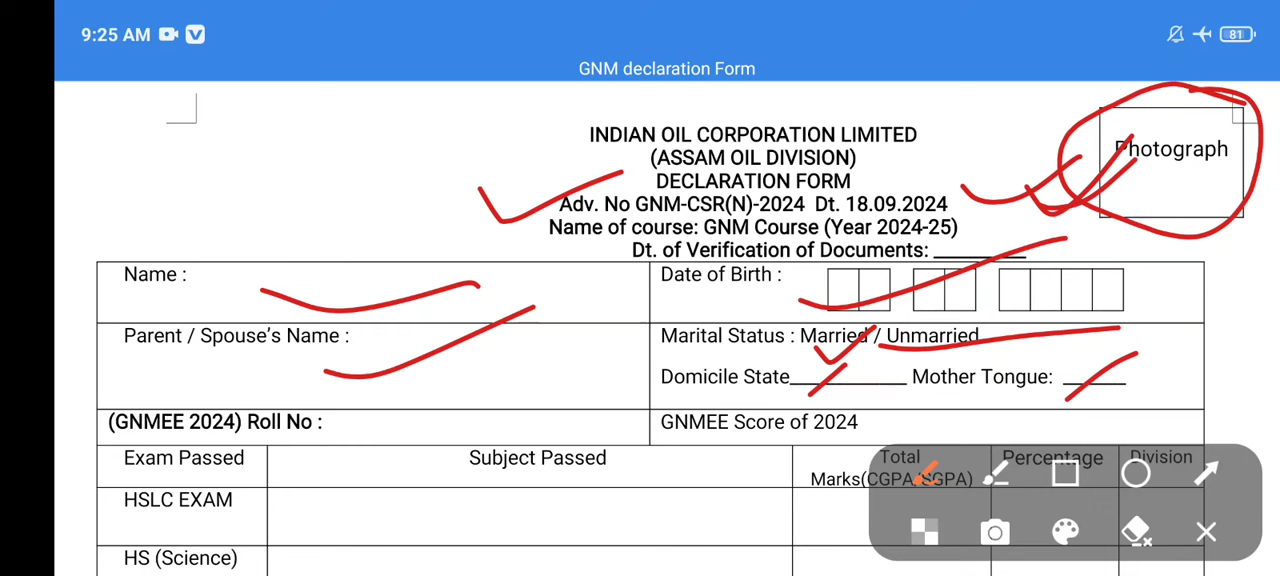 9:25 AM
81
GNM declaration Form
INDIAN OIL CORPORATION LIMITED
(ASSAM OIL DIVISION)
DECLARATION FORM
Adv. No GNM-CSR(N)-2024 Dt. 18.09.2024
Name of course: GNM Course (Year 2024-25)
Dt. of Verification of Documents: _________
Photograph
Name :
Date of Birth :
Parent / Spouse’s Name :
Marital Status : Married / Unmarried
Domicile State___________ Mother Tongue: ______
(GNMEE 2024) Roll No :
GNMEE Score of 2024
Exam Passed
Subject Passed
Total
Marks(CGPA/SGPA)
Percentage
Division
HSLC EXAM
HS (Science)